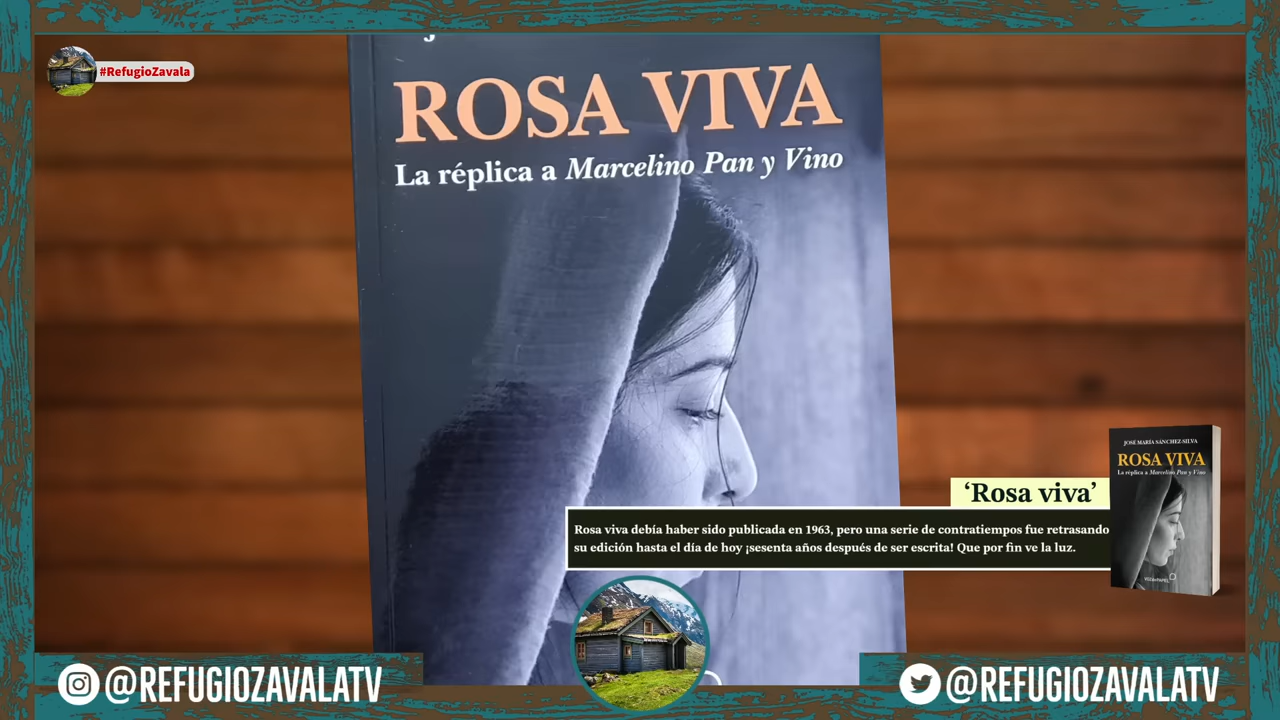 #RefugioZavala
ROSA VIVA
La réplica a Marcelino Pan y Vino
JOSÉ MARÍA SÁNCHEZ-SILVA
ROSA VIVA
La réplica a Marcelino Pan y Vino
‘Rosa viva’
Rosa viva debía haber sido publicada en 1963, pero una serie de contratiempos fue retrasando
su edición hasta el día de hoy ¡sesenta años después de ser escrita! Que por fin ve la luz.
@REFUGIOZAVALATV
@REFUGIOZAVALATV